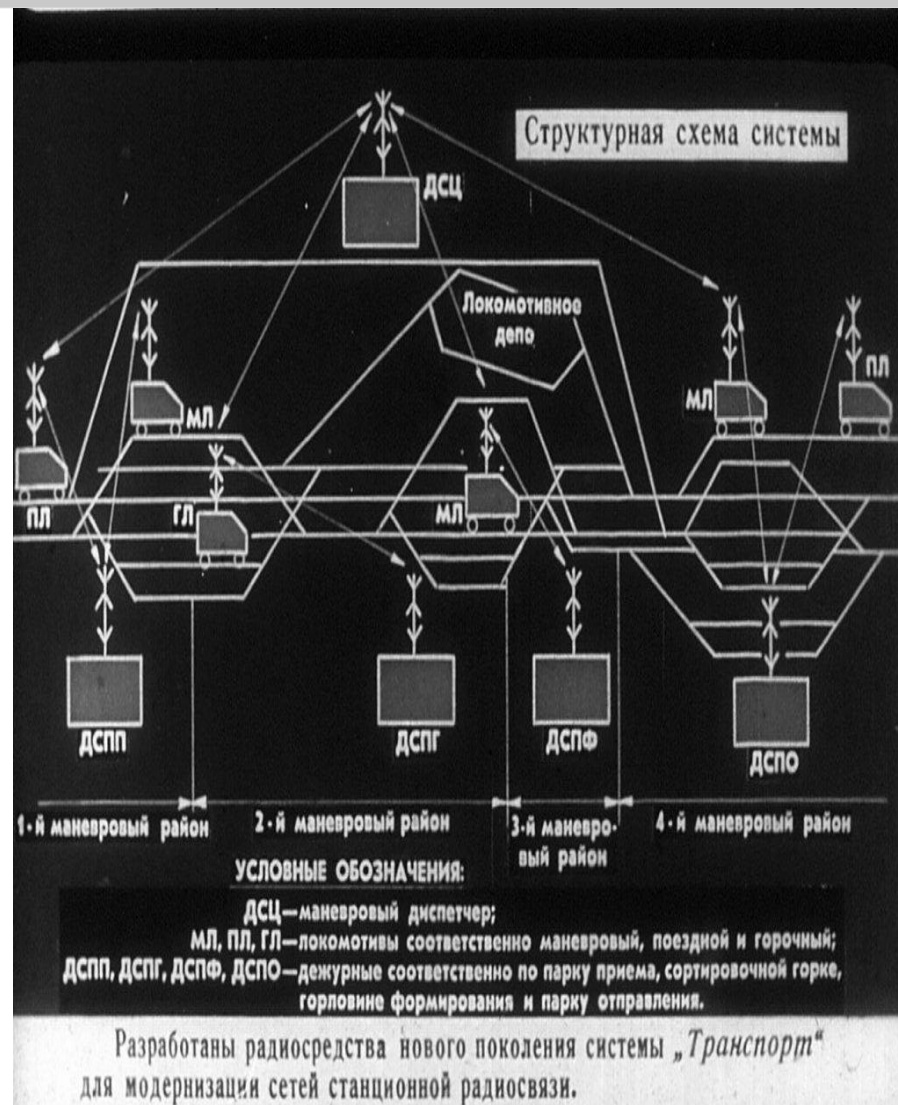 Структурная схема системы
ДСЦ
Локомотивное
депо
МЛ
ПЛ
МЛ
ПЛ
ГЛ
МЛ
ДСПП
ДСПГ
ДСПФ
ДСПО
1-й маневровый район
2-й маневровый район
3-й маневро-
вый район
4-й маневровый район
УСЛОВНЫЕ ОБОЗНАЧЕНИЯ:
ДСЦ—маневровый диспетчер;
МЛ, ПЛ, ГЛ—локомотивы соответственно маневровый, поездной и горочный;
ДСПП, ДСПГ, ДСПФ, ДСПО—дежурные соответственно по парку приема, сортировочной горке,
горловине формирования и парку отправления.
Разработаны радиосредства нового поколения системы „Транспорт“
для модернизации сетей станционной радиосвязи.